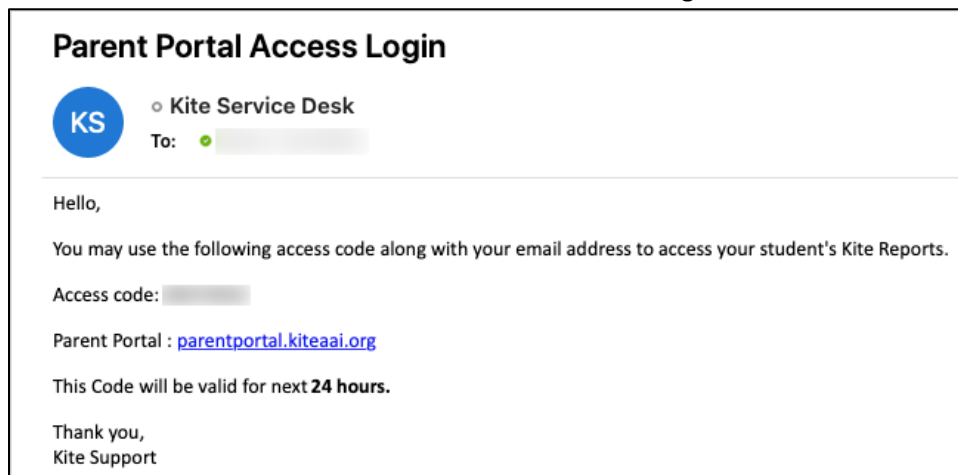 Parent Portal Access Login
KS
Kite Service Desk
To:
Hello,
You may use the following access code along with your email address to access your student's Kite Reports.
Access code:
Parent Portal : parentportal.kiteaai.org
This Code will be valid for next 24 hours.
Thank you,
Kite Support